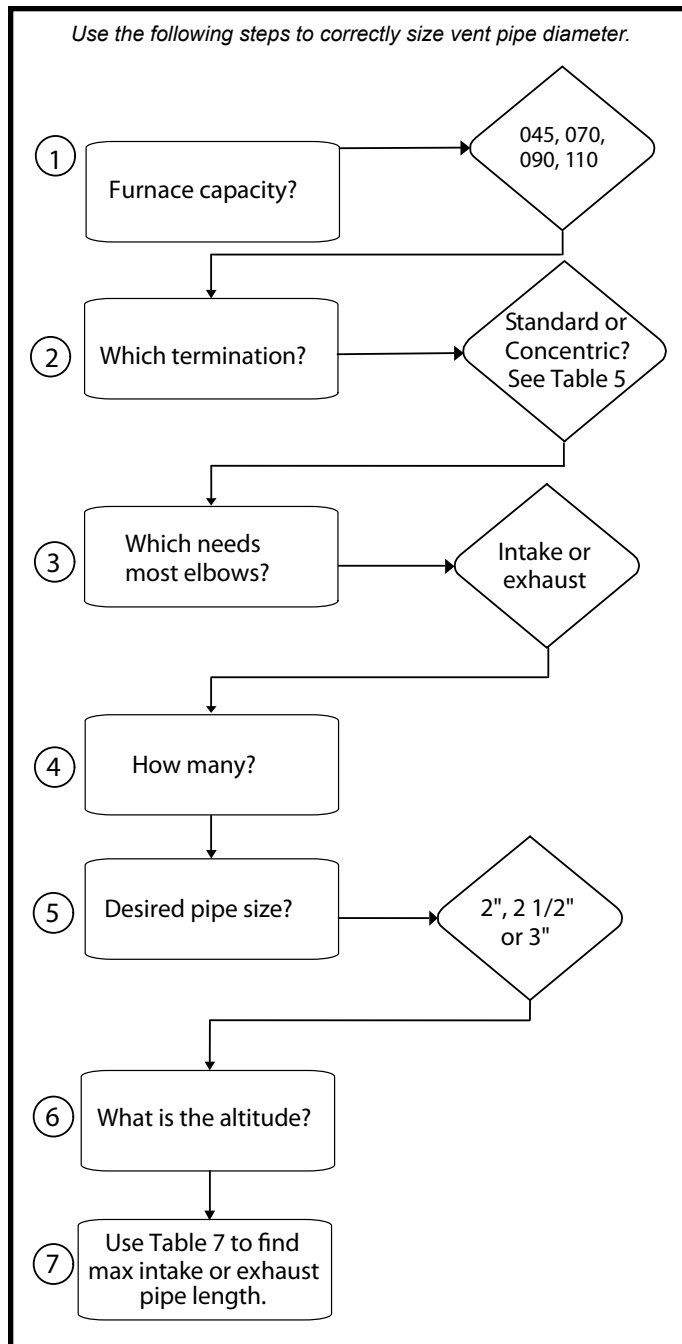 Use the following steps to correctly size vent pipe diameter.
1
Furnace capacity?
045, 070,
090, 110
2
Which termination?
Standard or
Concentric?
See Table 5
3
Which needs
most elbows?
Intake or
exhaust
4
How many?
5
Desired pipe size?
2", 2 1/2"
or 3"
6
What is the altitude?
7
Use Table 7 to find
max intake or exhaust
pipe length.